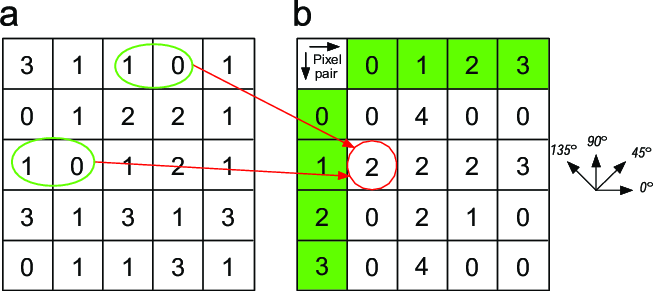 a
3 1 1 0 1
0 1 2 2 1
1 0 1 2 1
3 1 3 1 3
0 1 1 3 1
b
Pixel
pair
0 1 2 3
0 0 4 0 0
1 2 2 2 3
2 0 2 1 0
3 0 4 0 0
135° 90° 45° 0°